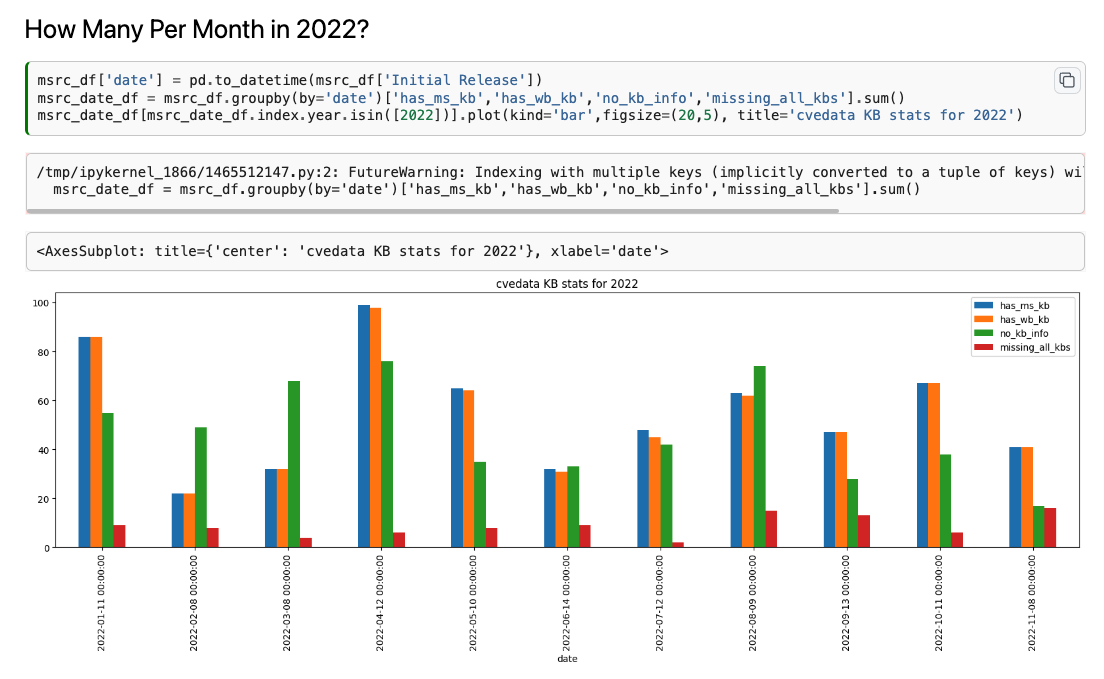 How Many Per Month in 2022?
msrc_df['date'] = pd.to_datetime(msrc_df['Initial Release'])
msrc_date_df = msrc_df.groupby(by='date')['has_ms_kb','has_wb_kb','no_kb_info','missing_all_kbs'].sum()
msrc_date_df[msrc_date_df.index.year.isin([2022])].plot(kind='bar',figsize=(20,5), title='cvedata KB stats for 2022')
/tmp/ipykernel_1866/1465512147.py:2: FutureWarning: Indexing with multiple keys (implicitly converted to a tuple of keys) wi
msrc_date_df = msrc_df.groupby(by='date')['has_ms_kb','has_wb_kb','no_kb_info','missing_all_kbs'].sum()
<AxesSubplot: title={'center': 'cvedata KB stats for 2022'}, xlabel='date'>
cvedata KB stats for 2022
100
80
60
40
20
0
has_ms_kb
has_wb_kb
no_kb_info
missing_all_kbs
2022-01-11 00:00:00
2022-02-08 00:00:00
2022-03-08 00:00:00
2022-04-12 00:00:00
2022-05-10 00:00:00
2022-06-14 00:00:00
2022-07-12 00:00:00
2022-08-09 00:00:00
2022-09-13 00:00:00
2022-10-11 00:00:00
2022-11-08 00:00:00
date